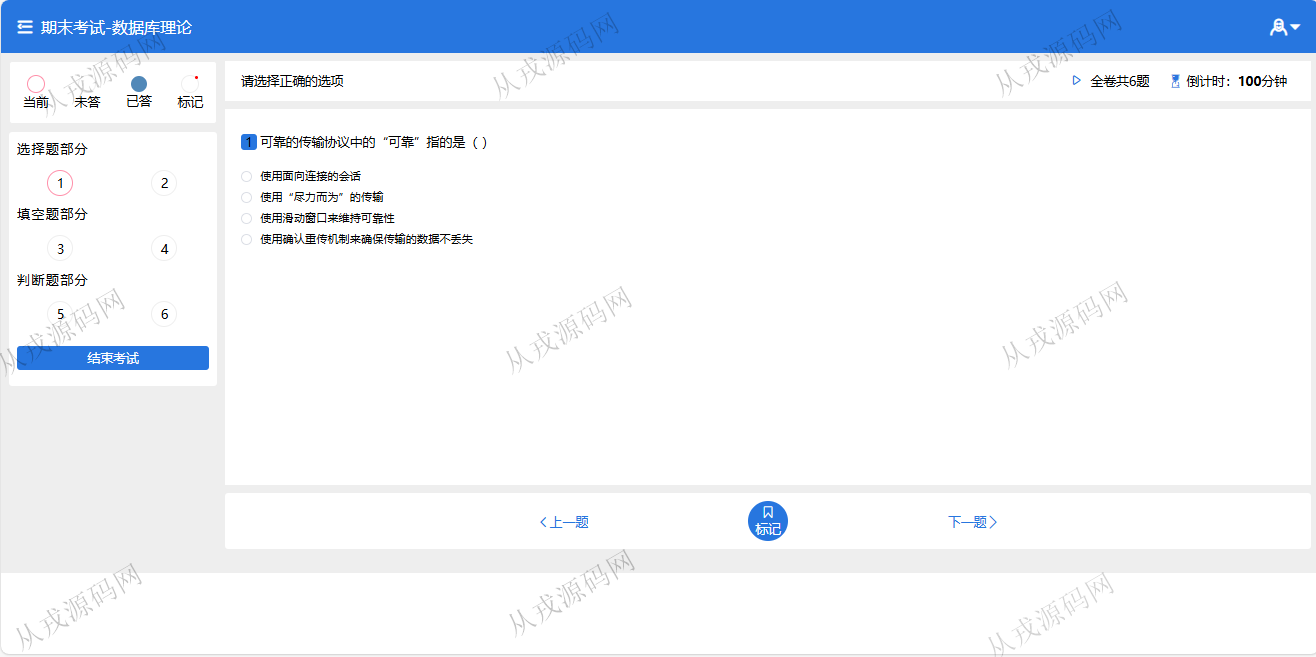 期末考试-数据库理论
当前 未答 已答 标记
选择题部分
1 2
填空题部分
3 4
判断题部分
5 6
结束考试
请选择正确的选项
全卷共6题 倒计时：100分钟
1 可靠的传输协议中的“可靠”指的是（ ）
使用面向连接的会话
使用“尽力而为”的传输
使用滑动窗口来维持可靠性
使用确认重传机制来确保传输的数据不丢失
上一题 标记 下一题
从戎源码网
从戎源码网
从戎源码网
从戎源码网
从戎源码网
从戎源码网
从戎源码网
从戎源码网
从戎源码网